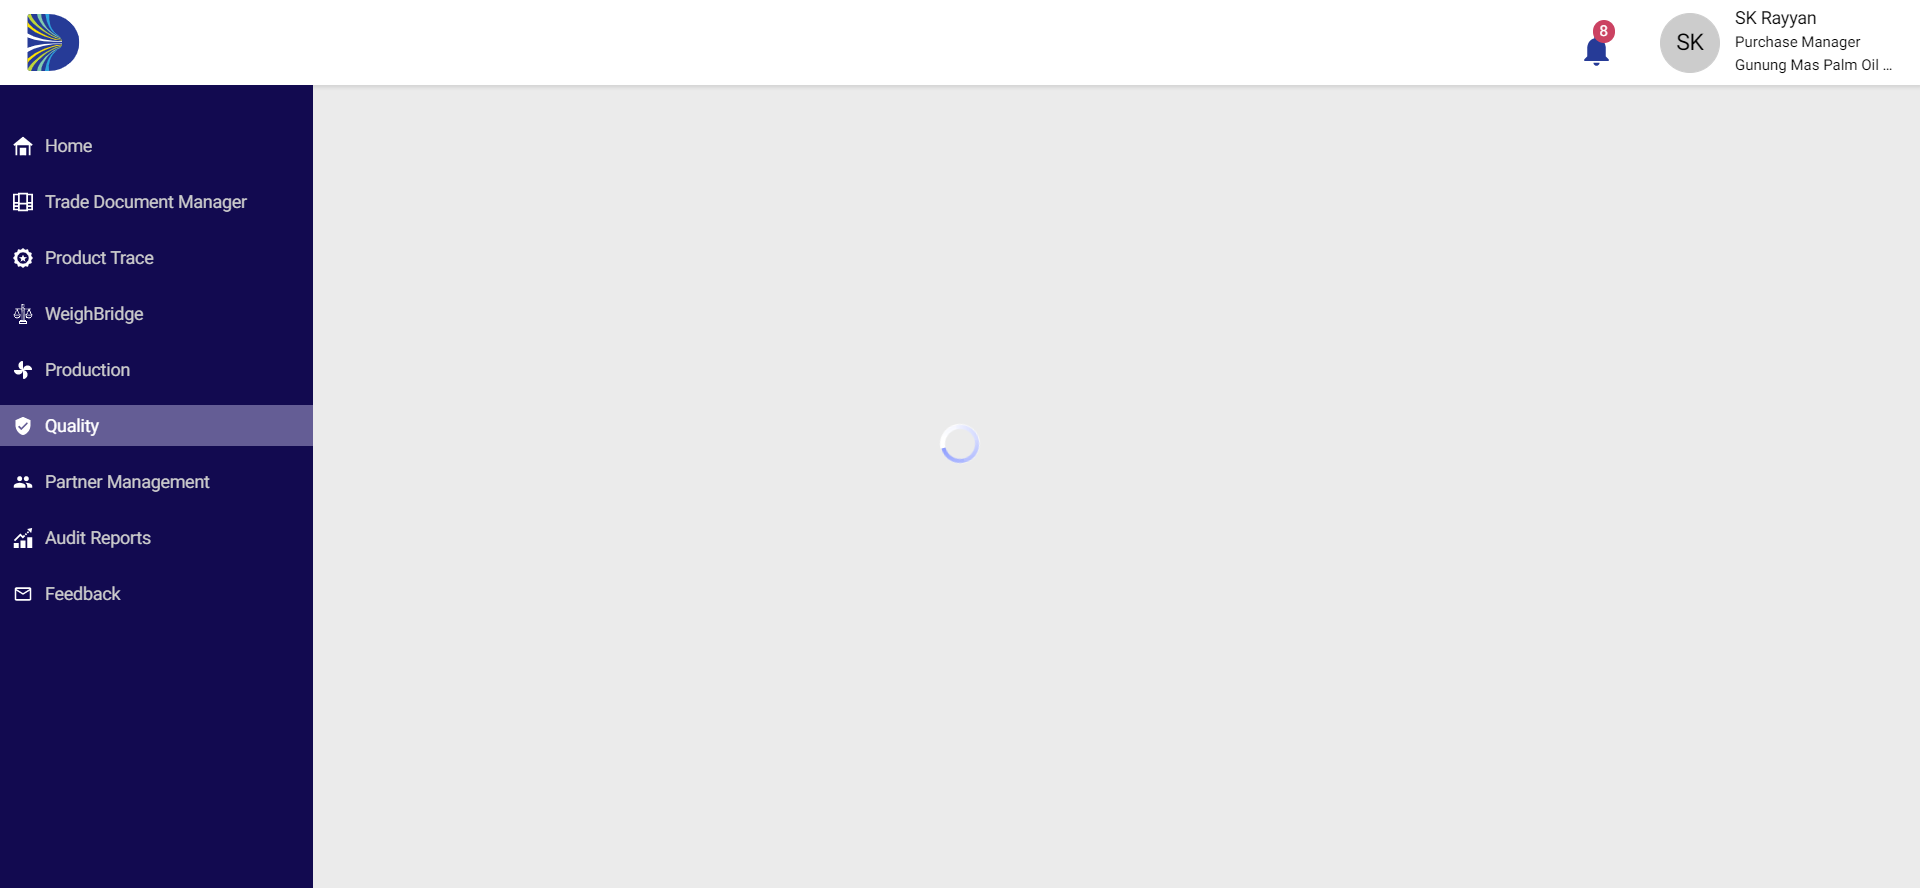 8
SK
SK Rayyan
Purchase Manager
Gunung Mas Palm Oil ...
Home
Trade Document Manager
Product Trace
WeighBridge
Production
Quality
Partner Management
Audit Reports
Feedback